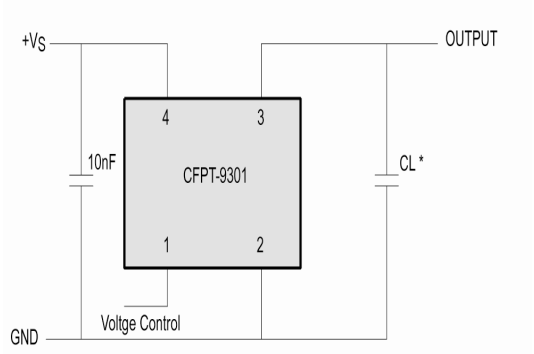 +VS
OUTPUT
4
3
10nF
CFPT-9301
CL *
1
2
Voltge Control
GND